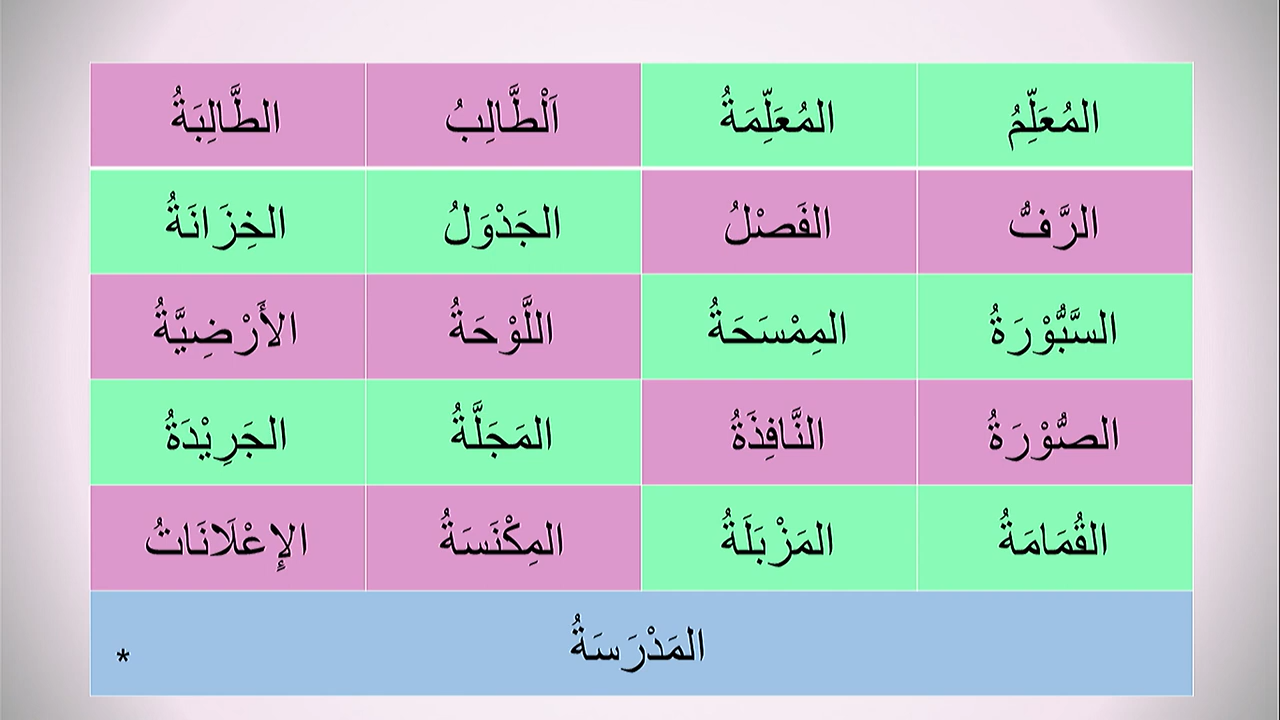 المُعَلِّمُ المُعَلِّمَةُ اَلْطَّالِبُ الطَّالِبَةُ
الرَّفُّ الفَصْلُ الجَدْوَلُ الخِزَانَةُ
السَّبُّوْرَةُ المِمْسَحَةُ اللَّوْحَةُ الأَرْضِيَّةُ
الصُّوْرَةُ النَّافِذَةُ المَجَلَّةُ الجَرِيْدَةُ
القُمَامَةُ المَزْبَلَةُ المِكْنَسَةُ الإِعْلَانَاتُ
المَدْرَسَةُ *